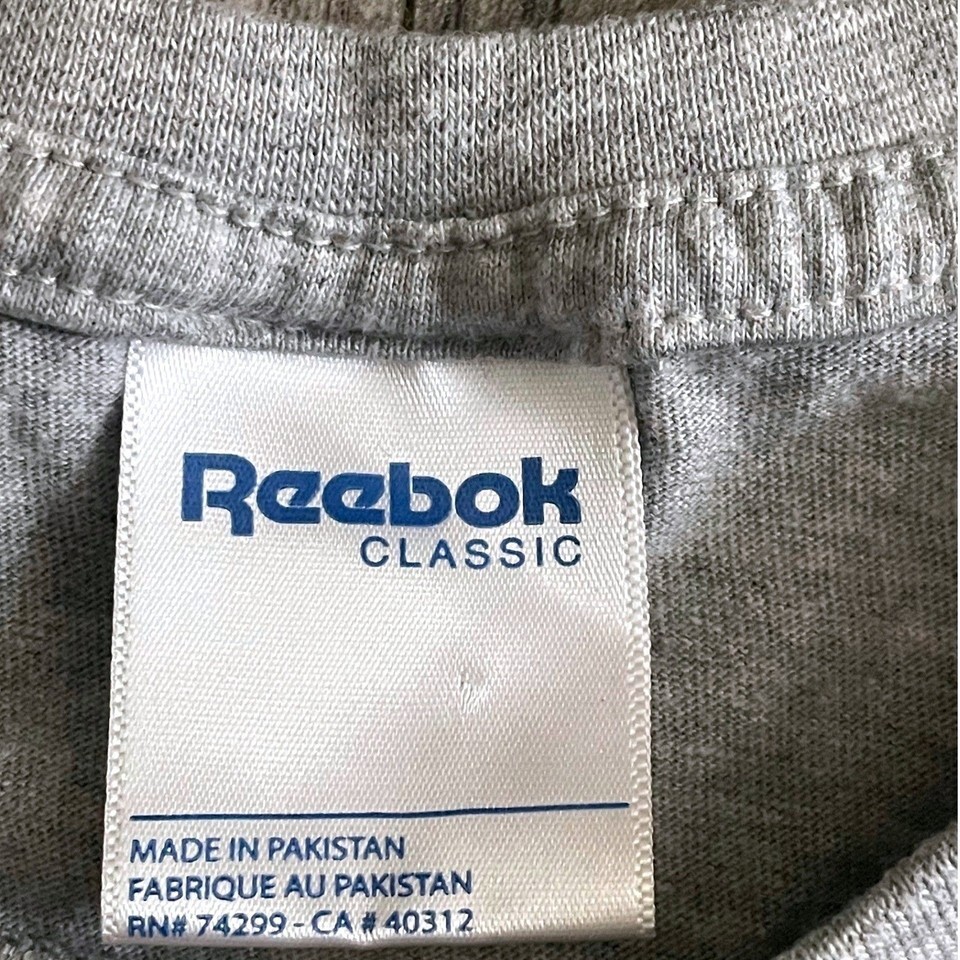 Reebok
CLASSIC
MADE IN PAKISTAN
FABRIQUE AU PAKISTAN
RN# 74299 - CA # 40312